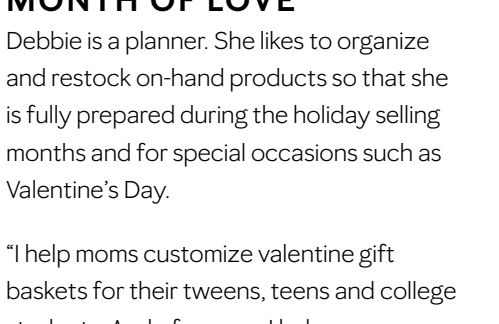 MONTH OF LOVE
Debbie is a planner. She likes to organize
and restock on-hand products so that she
is fully prepared during the holiday selling
months and for special occasions such as
Valentine’s Day.
“I help moms customize valentine gift
baskets for their tweens, teens and college